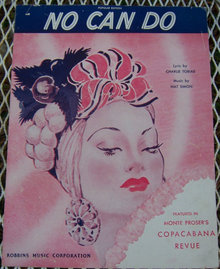 POPULAR EDITION
NO CAN DO
Lyric by
CHARLIE TOBIAS
Music by
NAT SIMON
FEATURED IN
MONTE PROSER'S
COPACABANA
REVUE
ROBBINS MUSIC CORPORATION